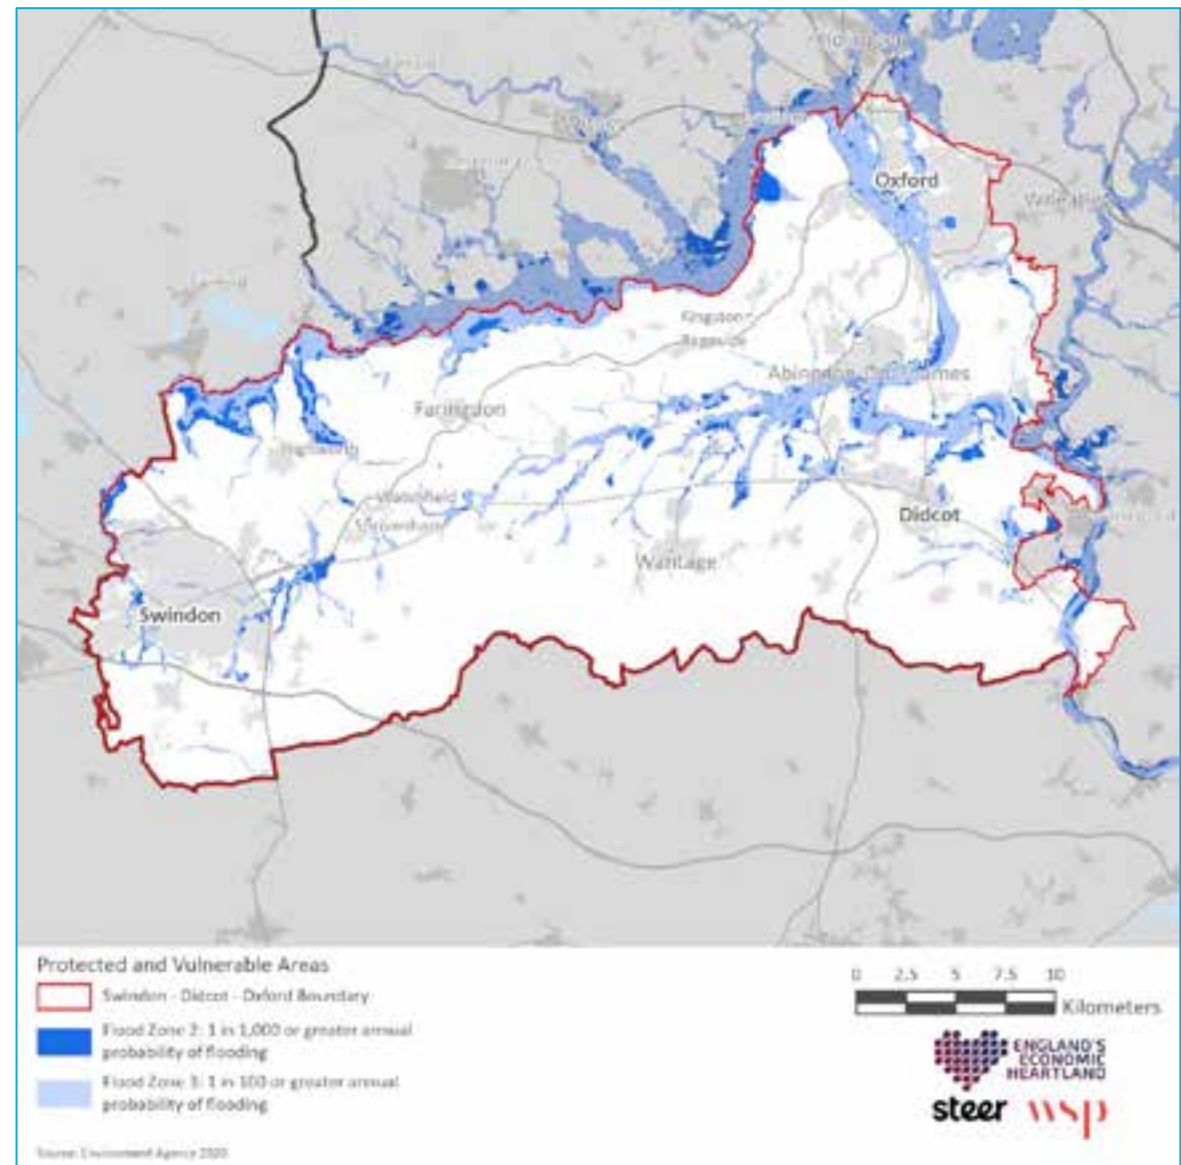 Oxford
Kingston
Bagpuize
Abingdon-on-Thames
Faringdon
Watchfield
Shrivenham
Didcot
Wantage
Swindon
Protected and Vulnerable Areas
Swindon - Didcot - Oxford Boundary
Flood Zone 2: 1 in 1,000 or greater annual
probability of flooding
Flood Zone 3: 1 in 100 or greater annual
probability of flooding
Source: Environment Agency 2020
0 2.5 5 7.5 10
Kilometers
ENGLAND'S
ECONOMIC
HEARTLAND
steer wsp